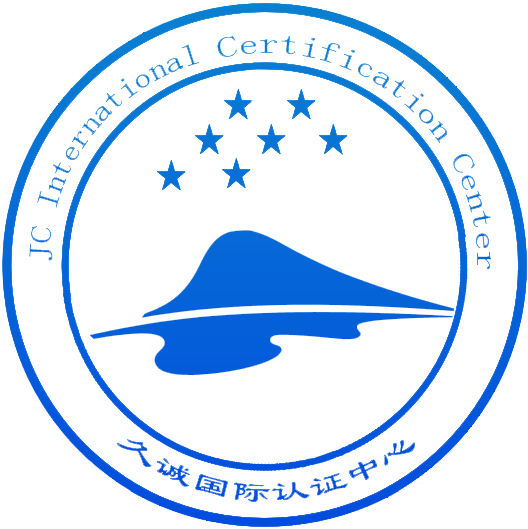 JC International Certification Center
久诚国际认证中心